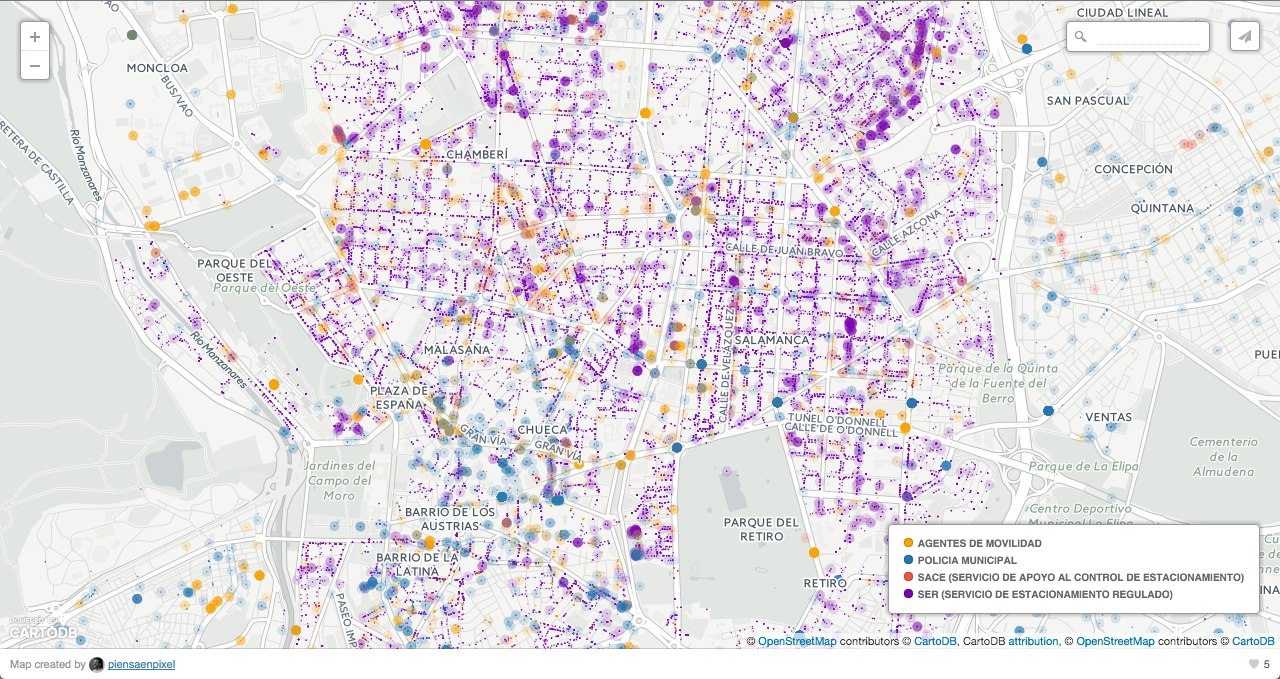 +
−
CIUDAD LINEAL
MONCLOA
BUS/VAO
RETERA DE CASTILLA
Río Manzanares
SAN PASCUAL
CHAMBERÍ
CONCEPCIÓN
QUINTANA
CALLE AZCONA
CALLE DE JUAN BRAVO
PARQUE DEL
OESTE
Parque del Oeste
Río Manzanares
MALASAÑA
CALLE DE VELÁZQUEZ
SALAMANCA
PUE
Parque de la Quinta
de la Fuente del
Berro
PLAZA DE
ESPAÑA
VENTAS
TUNEL O'DONNELL
CALLE DE O'DONNELL
GRAN VÍA
CHUECA
GRAN VÍA
Cementerio
de la
Almudena
Jardines del
Campo del
Moro
Parque de La Elipa
BARRIO DE LOS
AUSTRIAS
PARQUE DEL
RETIRO
Centro Deportivo
Municipal La Elipa
BARRIO DE LA
LATINA
RETIRO
PASEO IMP
AGENTES DE MOVILIDAD
POLICIA MUNICIPAL
SACE (SERVICIO DE APOYO AL CONTROL DE ESTACIONAMIENTO)
SER (SERVICIO DE ESTACIONAMIENTO REGULADO)
POWERED BY
CARTODB
© OpenStreetMap contributors © CartoDB, CartoDB attribution, © OpenStreetMap contributors © CartoDB
Map created by piensaenpixel
5